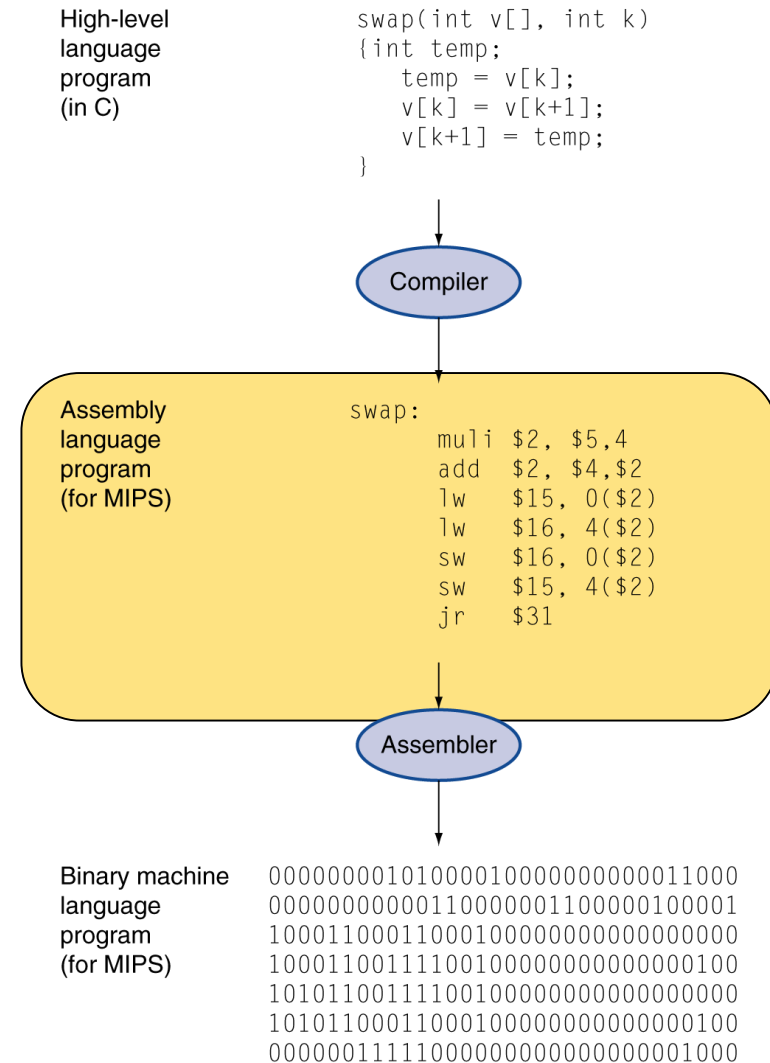 High-level
language
program
(in C)
swap(int v[], int k)
{int temp;
temp = v[k];
v[k] = v[k+1];
v[k+1] = temp;
}
Compiler
Assembly
language
program
(for MIPS)
swap:
muli $2, $5,4
add $2, $4,$2
lw $15, 0($2)
lw $16, 4($2)
sw $16, 0($2)
sw $15, 4($2)
jr $31
Assembler
Binary machine
language
program
(for MIPS)
00000000101000010000000000011000
00000000000110000001100000100001
10001100011000100000000000000000
10001100111100100000000000000100
10101100111100100000000000000000
10101100011000100000000000000100
00000011111000000000000000001000